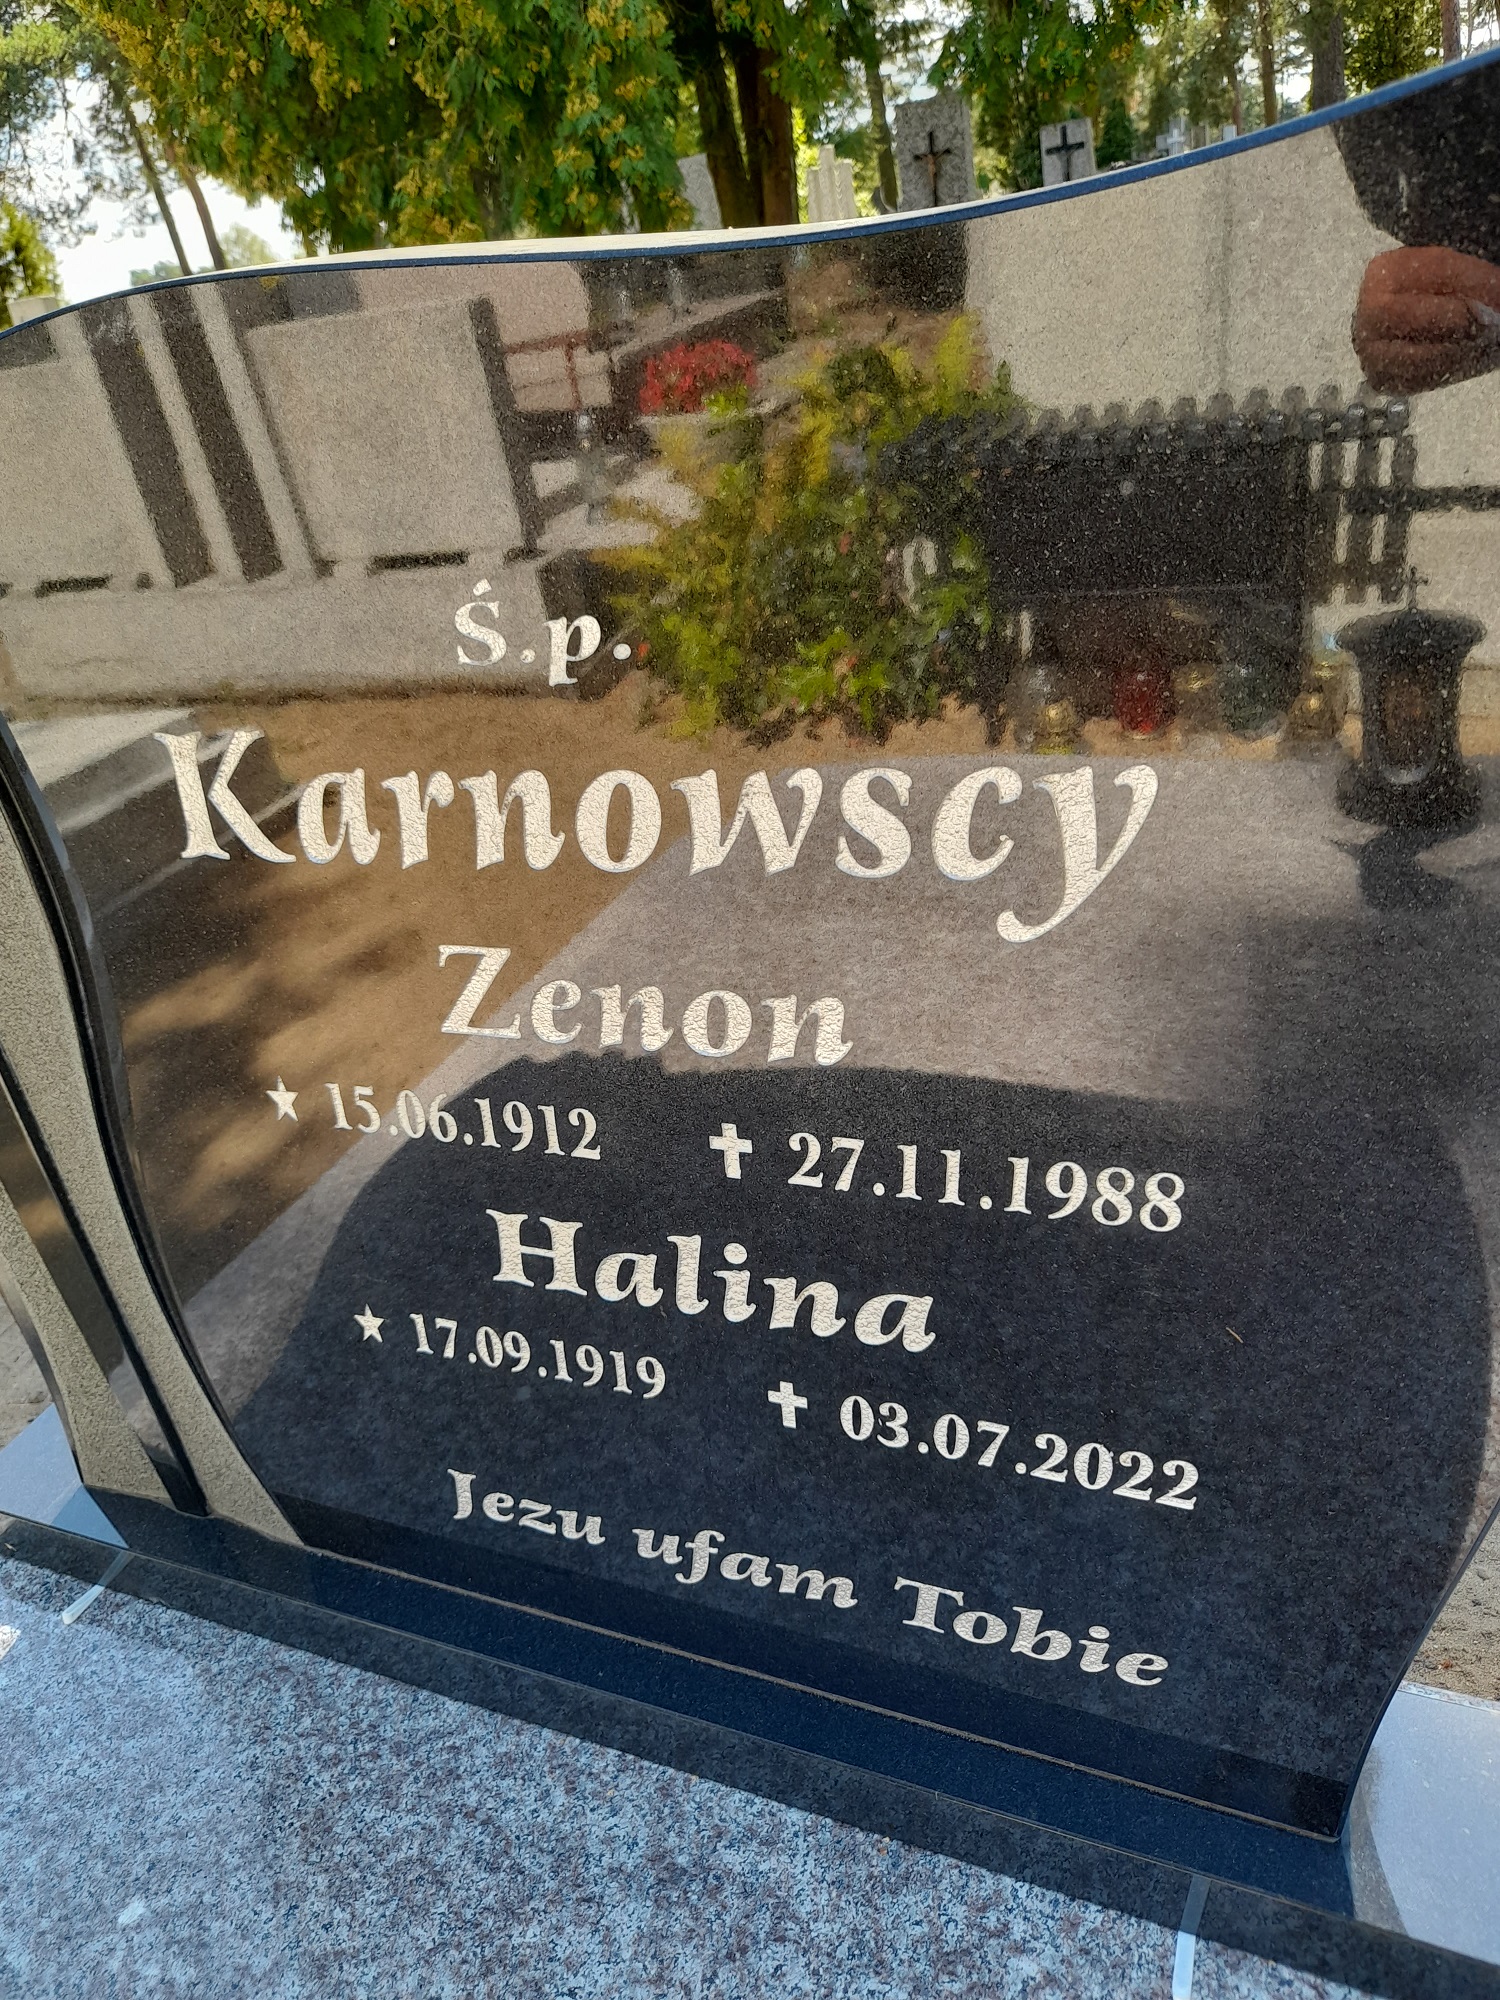 Ś.p.
Karnowscy
Zenon
★ 15.06.1912 ✝ 27.11.1988
Halina
★ 17.09.1919 ✝ 03.07.2022
Jezu ufam Tobie